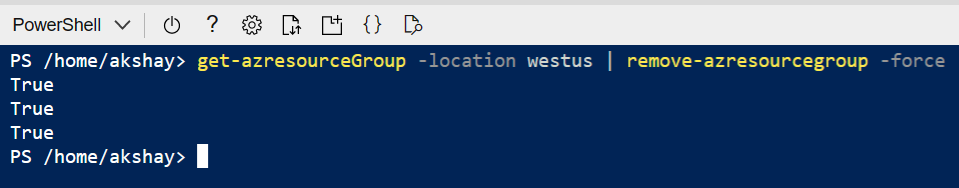 PowerShell
?
{}
PS /home/akshay> get-azresourceGroup -location westus | remove-azresourcegroup -force
True
True
True
PS /home/akshay>